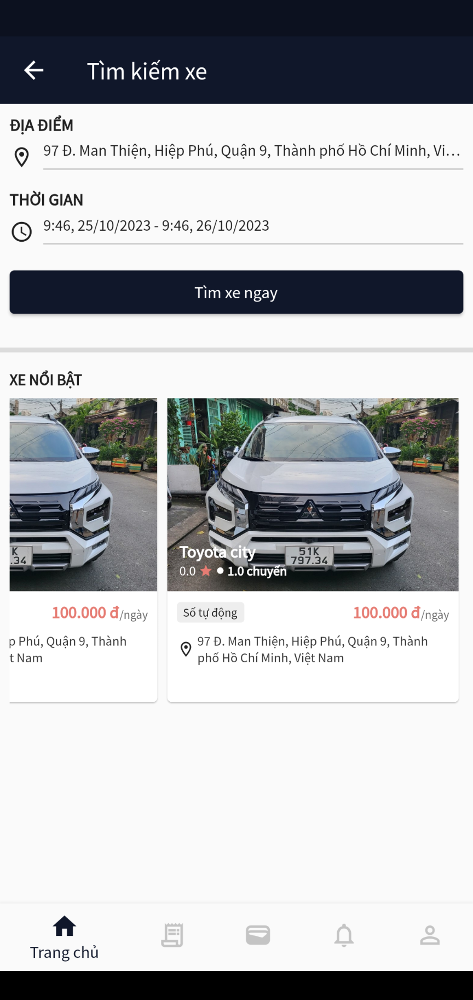 Tìm kiếm xe
ĐỊA ĐIỂM
97 Đ. Man Thiện, Hiệp Phú, Quận 9, Thành phố Hồ Chí Minh, Vi...
THỜI GIAN
9:46, 25/10/2023 - 9:46, 26/10/2023
Tìm xe ngay
XE NỔI BẬT
K
.34
100.000 đ/ngày
p Phú, Quận 9, Thành
t Nam
51K
797.34
Toyota city
0.0 ★ ● 1.0 chuyến
Số tự động
100.000 đ/ngày
97 Đ. Man Thiện, Hiệp Phú, Quận 9, Thành
phố Hồ Chí Minh, Việt Nam
Trang chủ